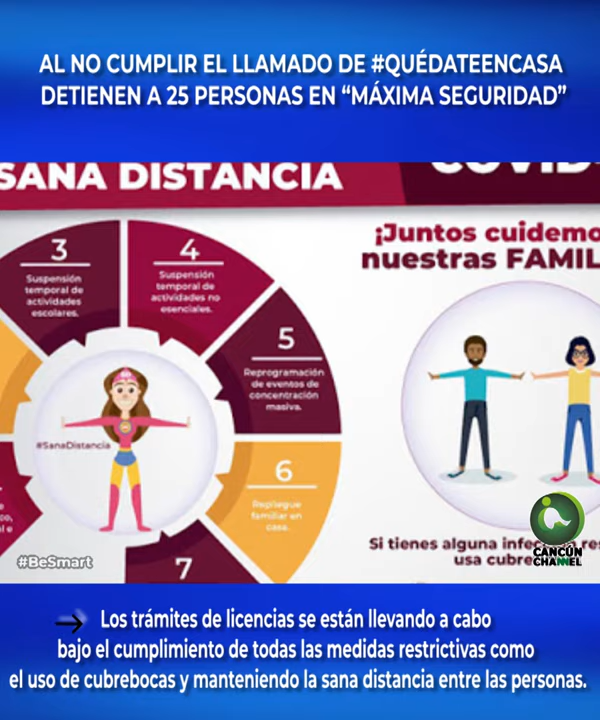 AL NO CUMPLIR EL LLAMADO DE #QUÉDATEENCASA
DETIENEN A 25 PERSONAS EN “MÁXIMA SEGURIDAD”
SANA DISTANCIA
COVID-
¡Juntos cuidemo
nuestras FAMIL
3
Suspensión
temporal de
actividades
escolares.
4
Suspensión
temporal de
actividades no
esenciales.
5
Reprogramación
de eventos de
concentración
masiva.
#SanaDistancia
6
Repliegue
familiar en
casa.
7
Si tienes alguna infec
usa cubre
CANCÚN
CHANNEL
#BeSmart
Los trámites de licencias se están llevando a cabo
bajo el cumplimiento de todas las medidas restrictivas como
el uso de cubrebocas y manteniendo la sana distancia entre las personas.